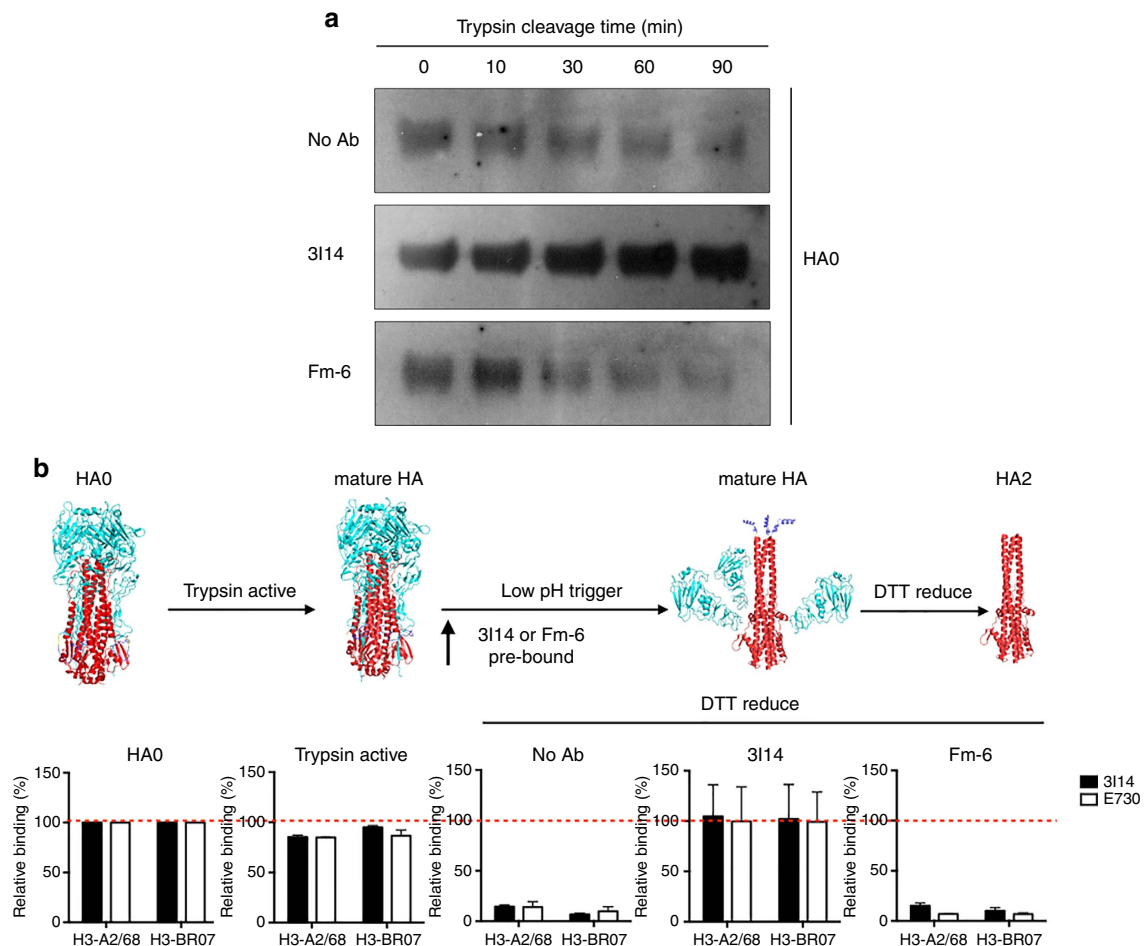 a
Trypsin cleavage time (min)
0 10 30 60 90
No Ab
3I14
HA0
Fm-6
b
HA0
mature HA
mature HA
HA2
Trypsin active
Low pH trigger
DTT reduce
3I14 or Fm-6
pre-bound
DTT reduce
HA0
Trypsin active
No Ab
3I14
Fm-6
Relative binding (%)
150
100
50
0
H3-A2/68 H3-BR07
Relative binding (%)
150
100
50
0
H3-A2/68 H3-BR07
Relative binding (%)
150
100
50
0
H3-A2/68 H3-BR07
Relative binding (%)
150
100
50
0
H3-A2/68 H3-BR07
Relative binding (%)
150
100
50
0
H3-A2/68 H3-BR07
3I14
E730